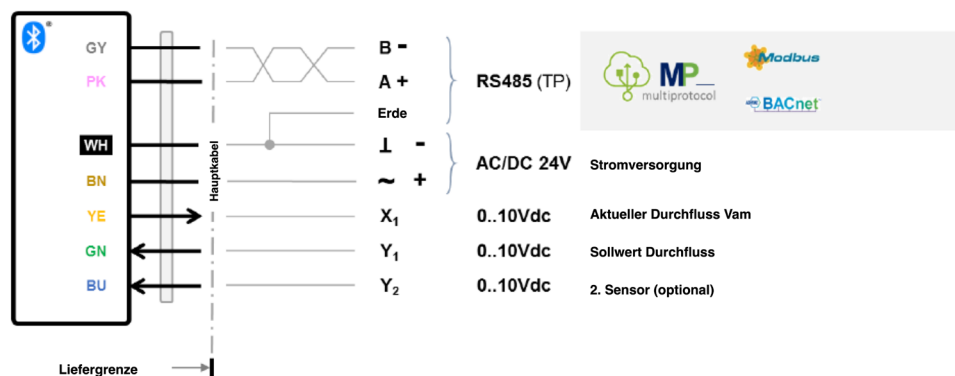 GY B -
PK A + RS485 (TP) MP multiprotocol Modbus BACnet
Erde
WH ⊥ -
AC/DC 24V Stromversorgung
BN ~ +
YE X₁ 0..10Vdc Aktueller Durchfluss Vam
GN Y₁ 0..10Vdc Sollwert Durchfluss
BU Y₂ 0..10Vdc 2. Sensor (optional)
Hauptkabel
Liefergrenze